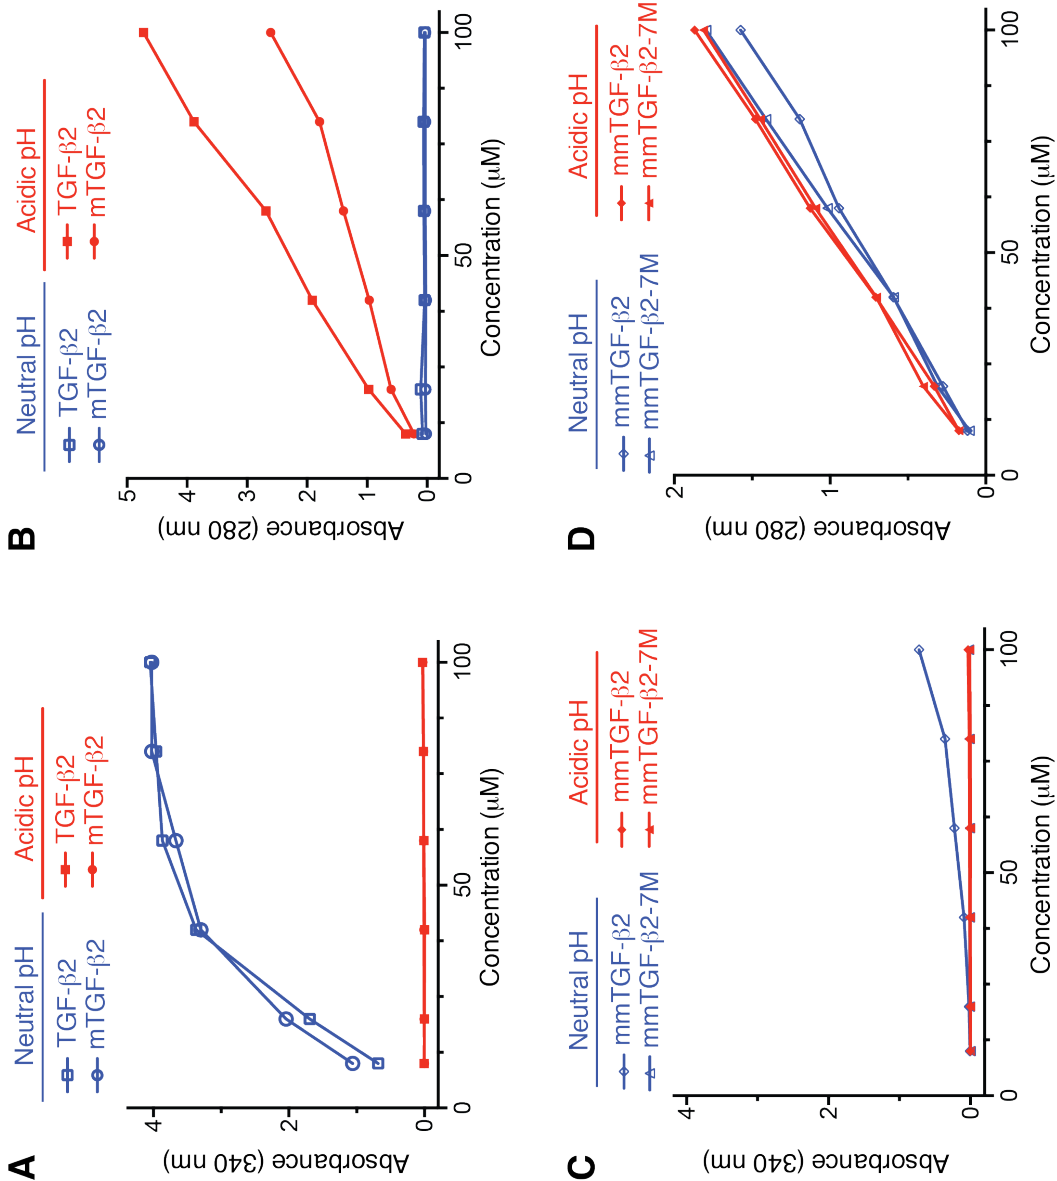 A
Neutral pH
Acidic pH
TGF-β2
mTGF-β2
TGF-β2
mTGF-β2
Absorbance (340 nm)
4
2
0
0
50
100
Concentration (μM)
B
Neutral pH
Acidic pH
TGF-β2
mTGF-β2
TGF-β2
mTGF-β2
Absorbance (280 nm)
5
4
3
2
1
0
0
50
100
Concentration (μM)
C
Neutral pH
Acidic pH
mmTGF-β2
mmTGF-β2-7M
mmTGF-β2
mmTGF-β2-7M
Absorbance (340 nm)
4
2
0
0
50
100
Concentration (μM)
D
Neutral pH
Acidic pH
mmTGF-β2
mmTGF-β2-7M
mmTGF-β2
mmTGF-β2-7M
Absorbance (280 nm)
2
1
0
0
50
100
Concentration (μM)